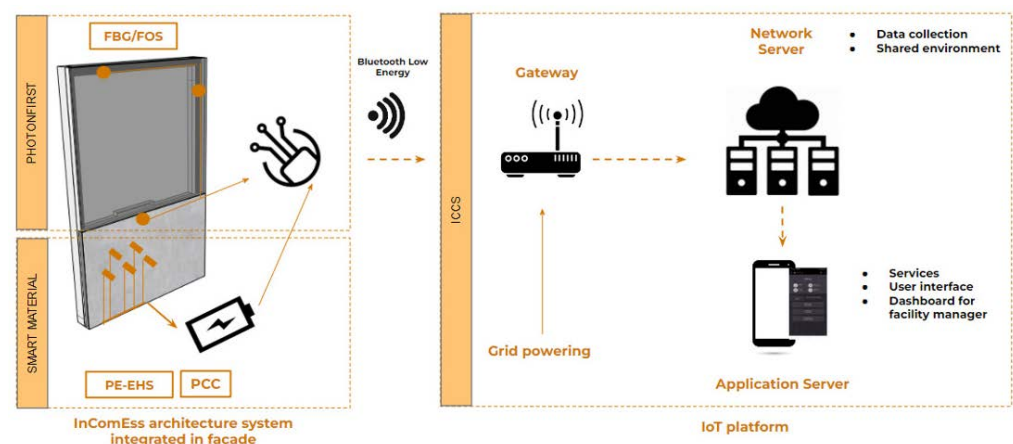 PHOTONFIRST
FBG/FOS
SMART MATERIAL
PE-EHS
PCC
InComEss architecture system
integrated in facade
Bluetooth Low
Energy
ICCS
Gateway
Grid powering
Network
Server
Data collection
Shared environment
Services
User interface
Dashboard for
facility manager
Application Server
IoT platform